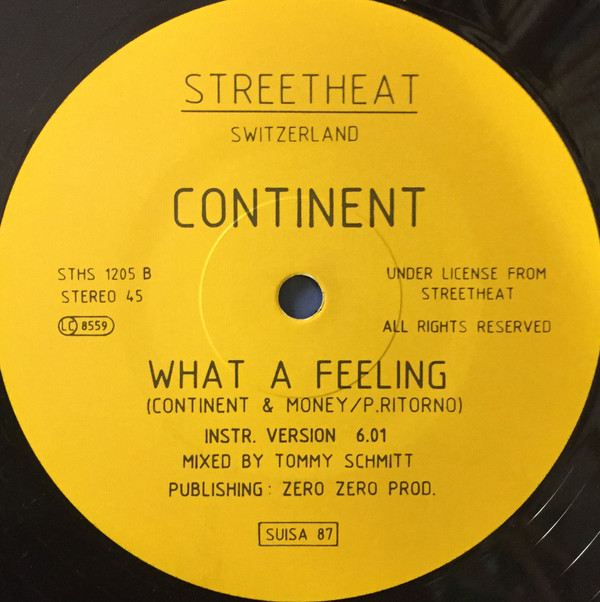 STREETHEAT
SWITZERLAND
CONTINENT
STHS 1205 B
STEREO 45
LC 8559
UNDER LICENSE FROM
STREETHEAT
ALL RIGHTS RESERVED
WHAT A FEELING
(CONTINENT & MONEY/P.RITORNO)
INSTR. VERSION 6.01
MIXED BY TOMMY SCHMITT
PUBLISHING: ZERO ZERO PROD.
SUISA 87